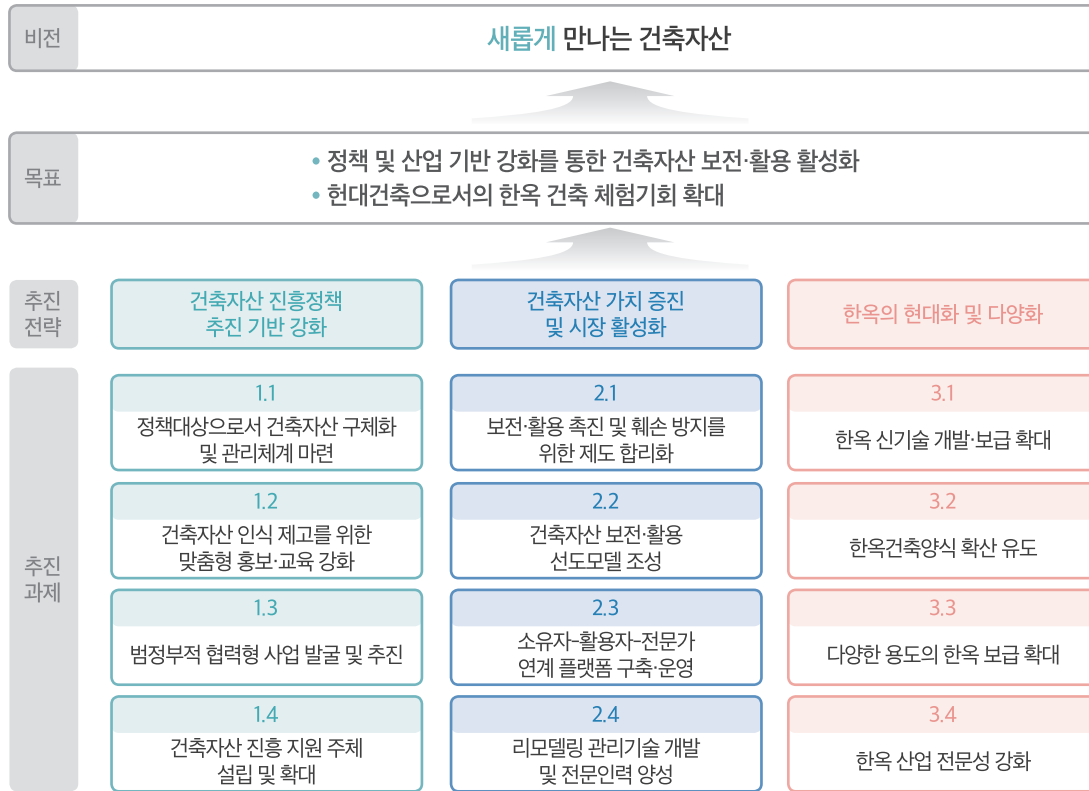 비전
새롭게 만나는 건축자산
목표
• 정책 및 산업 기반 강화를 통한 건축자산 보전·활용 활성화
• 헌대건축으로서의 한옥 건축 체험기회 확대
추진
전략
건축자산 진흥정책
추진 기반 강화
건축자산 가치 증진
및 시장 활성화
한옥의 현대화 및 다양화
추진
과제
1.1
정책대상으로서 건축자산 구체화
및 관리체계 마련
1.2
건축자산 인식 제고를 위한
맞춤형 홍보·교육 강화
1.3
범정부적 협력형 사업 발굴 및 추진
1.4
건축자산 진흥 지원 주체
설립 및 확대
2.1
보전·활용 촉진 및 훼손 방지를
위한 제도 합리화
2.2
건축자산 보전·활용
선도모델 조성
2.3
소유자-활용자-전문가
연계 플랫폼 구축·운영
2.4
리모델링 관리기술 개발
및 전문인력 양성
3.1
한옥 신기술 개발·보급 확대
3.2
한옥건축양식 확산 유도
3.3
다양한 용도의 한옥 보급 확대
3.4
한옥 산업 전문성 강화